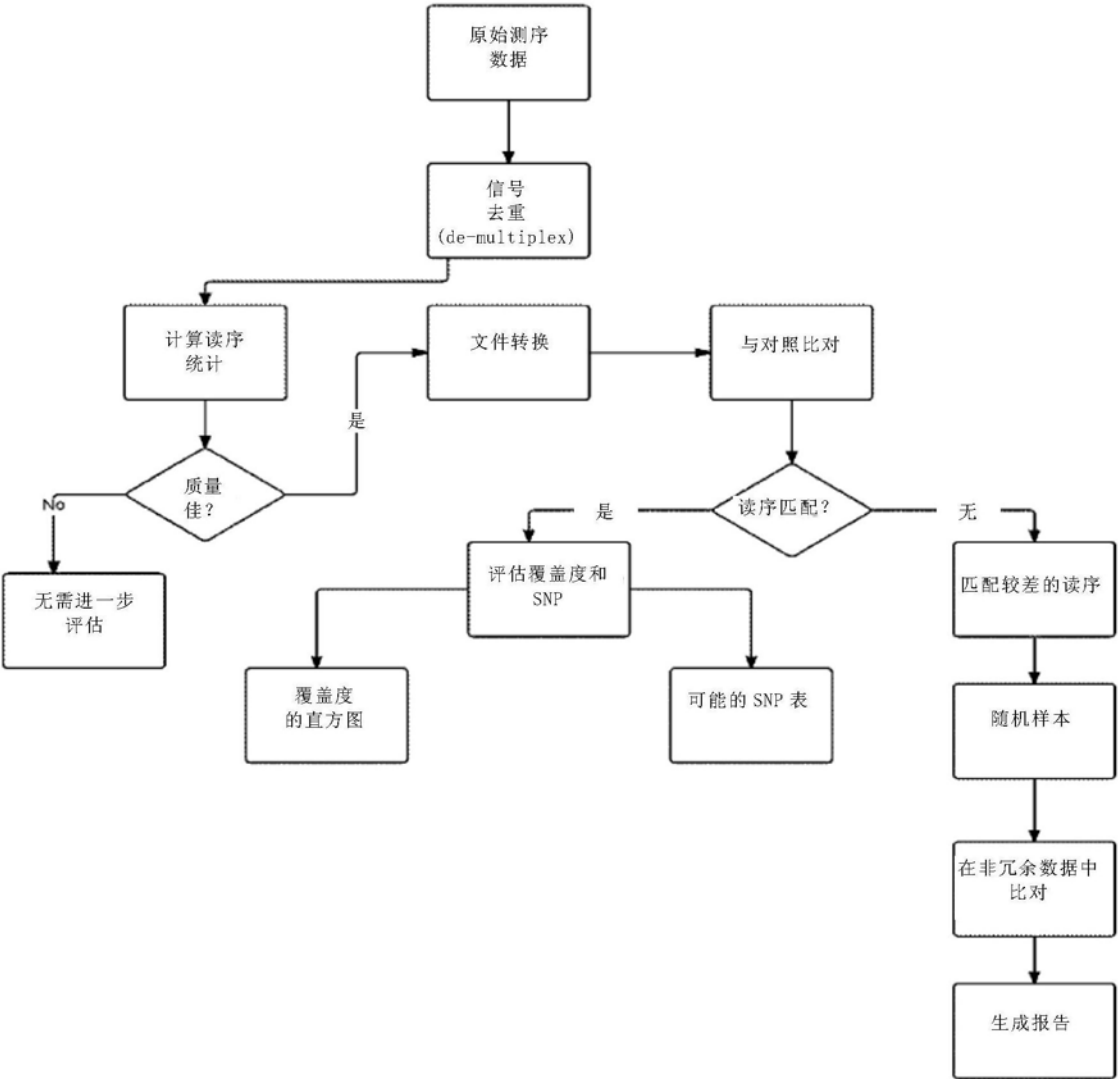 原始测序
数据
信号
去重
(de-multiplex)
计算读序
统计
文件转换
与对照比对
是
质量
佳?
No
读序匹配?
是
无
无需进一步
评估
评估覆盖度和
SNP
匹配较差的读序
覆盖度
的直方图
可能的 SNP 表
随机样本
在非冗余数据中
比对
生成报告